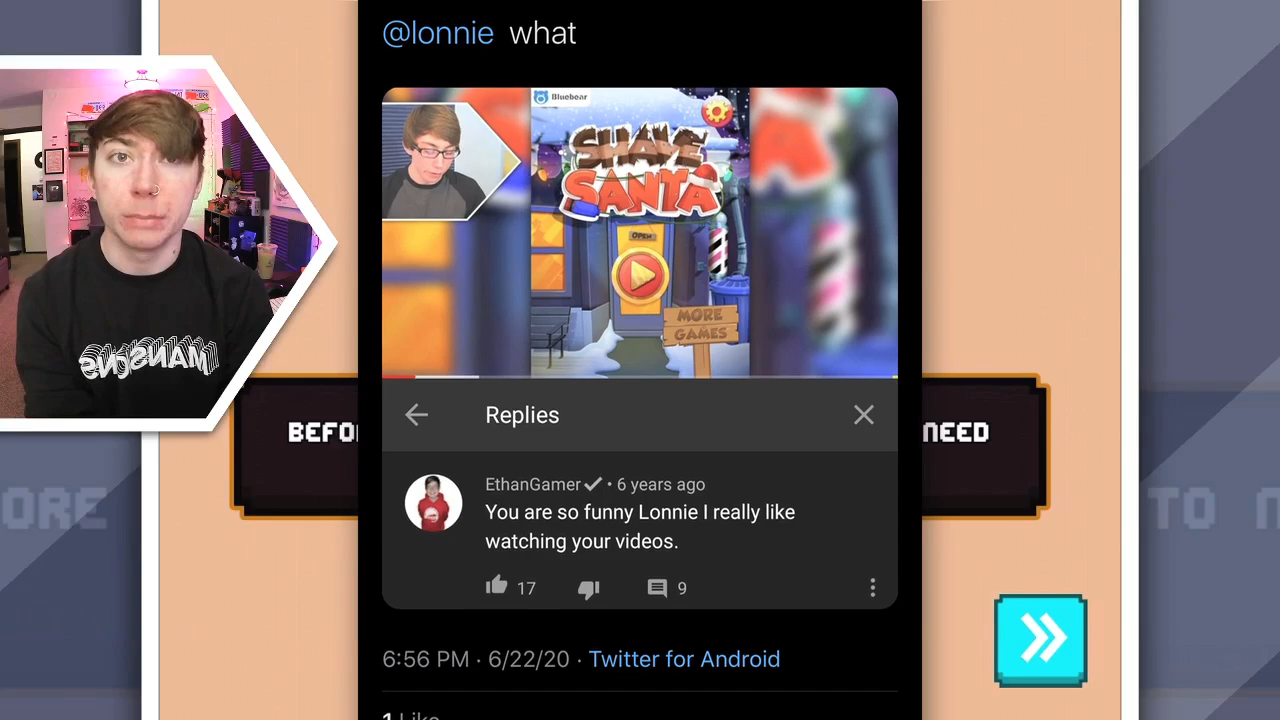 @lonnie what
Bluebear
SHAVE
SANTA
OPEN
MORE
GAMES
Replies
EthanGamer • 6 years ago
You are so funny Lonnie I really like
watching your videos.
17 9
BEFO NEED
ORE TO N
6:56 PM · 6/22/20 · Twitter for Android
1 Like